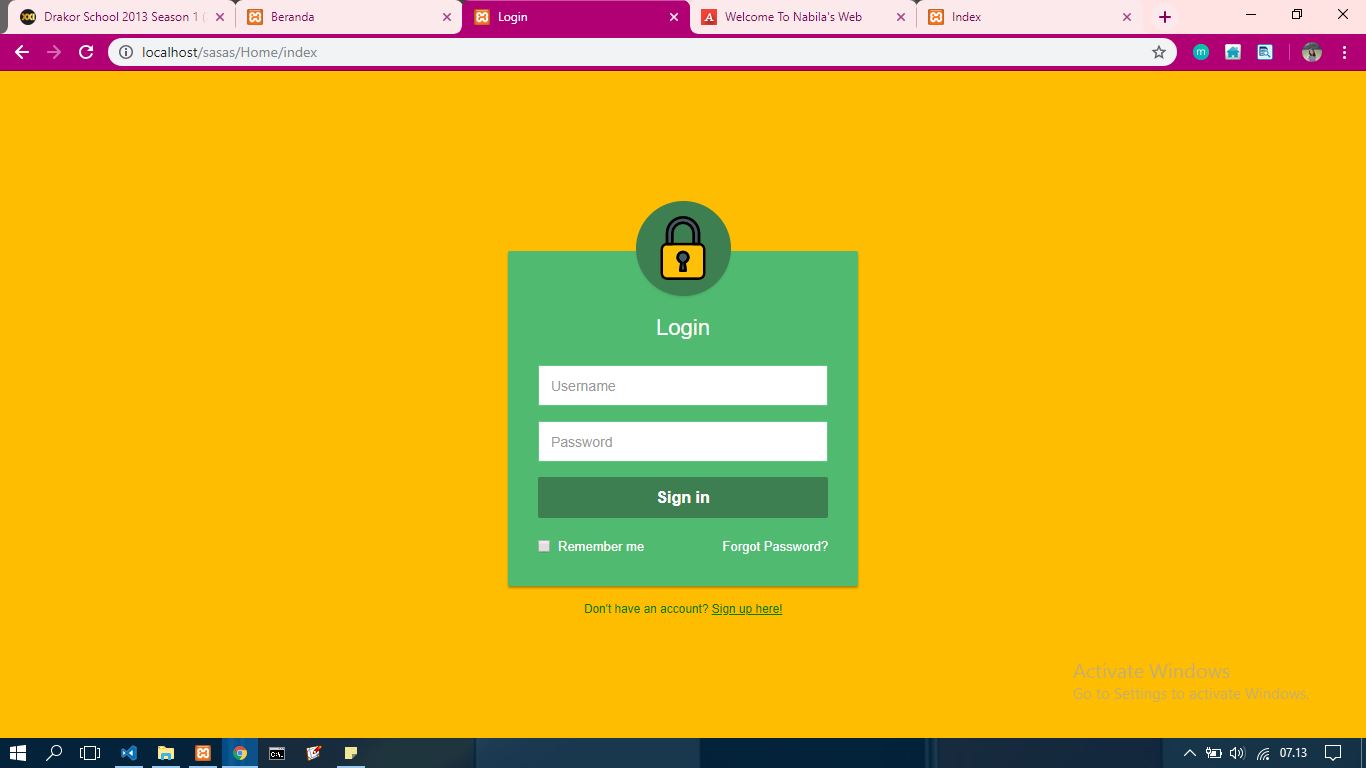 Drakor School 2013 Season 1 (
Beranda
Login
Welcome To Nabila's Web
Index
localhost/sasas/Home/index
m
Login
Username
Password
Sign in
Remember me
Forgot Password?
Don't have an account? Sign up here!
Activate Windows
Go to Settings to activate Windows.
07.13